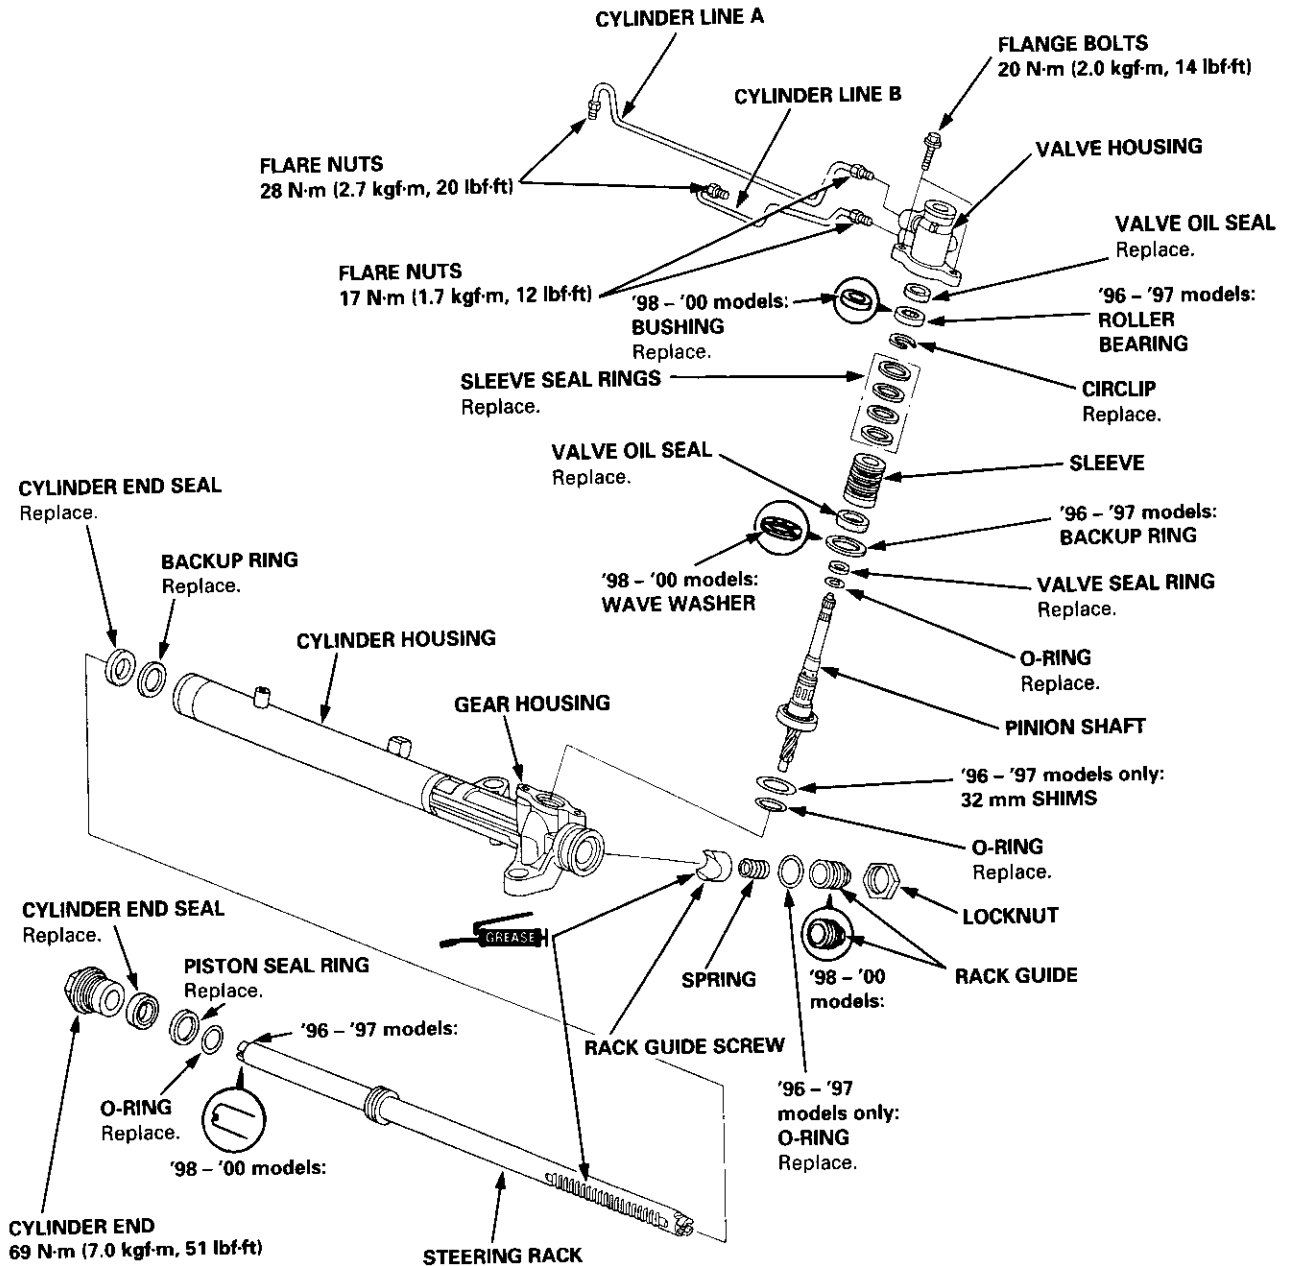 CYLINDER LINE A
FLANGE BOLTS
20 N·m (2.0 kgf·m, 14 lbf·ft)
CYLINDER LINE B
VALVE HOUSING
FLARE NUTS
28 N·m (2.7 kgf·m, 20 lbf·ft)
VALVE OIL SEAL
Replace.
FLARE NUTS
17 N·m (1.7 kgf·m, 12 lbf·ft)
'98 – '00 models:
BUSHING
Replace.
'96 – '97 models:
ROLLER
BEARING
SLEEVE SEAL RINGS
Replace.
CIRCLIP
Replace.
VALVE OIL SEAL
Replace.
SLEEVE
CYLINDER END SEAL
Replace.
'96 – '97 models:
BACKUP RING
BACKUP RING
Replace.
'98 – '00 models:
WAVE WASHER
VALVE SEAL RING
Replace.
CYLINDER HOUSING
O-RING
Replace.
GEAR HOUSING
PINION SHAFT
'96 – '97 models only:
32 mm SHIMS
O-RING
Replace.
CYLINDER END SEAL
Replace.
GREASE
LOCKNUT
PISTON SEAL RING
Replace.
SPRING
'98 – '00
models:
RACK GUIDE
'96 – '97 models:
RACK GUIDE SCREW
O-RING
Replace.
'96 – '97
models only:
O-RING
Replace.
'98 – '00 models:
CYLINDER END
69 N·m (7.0 kgf·m, 51 lbf·ft)
STEERING RACK